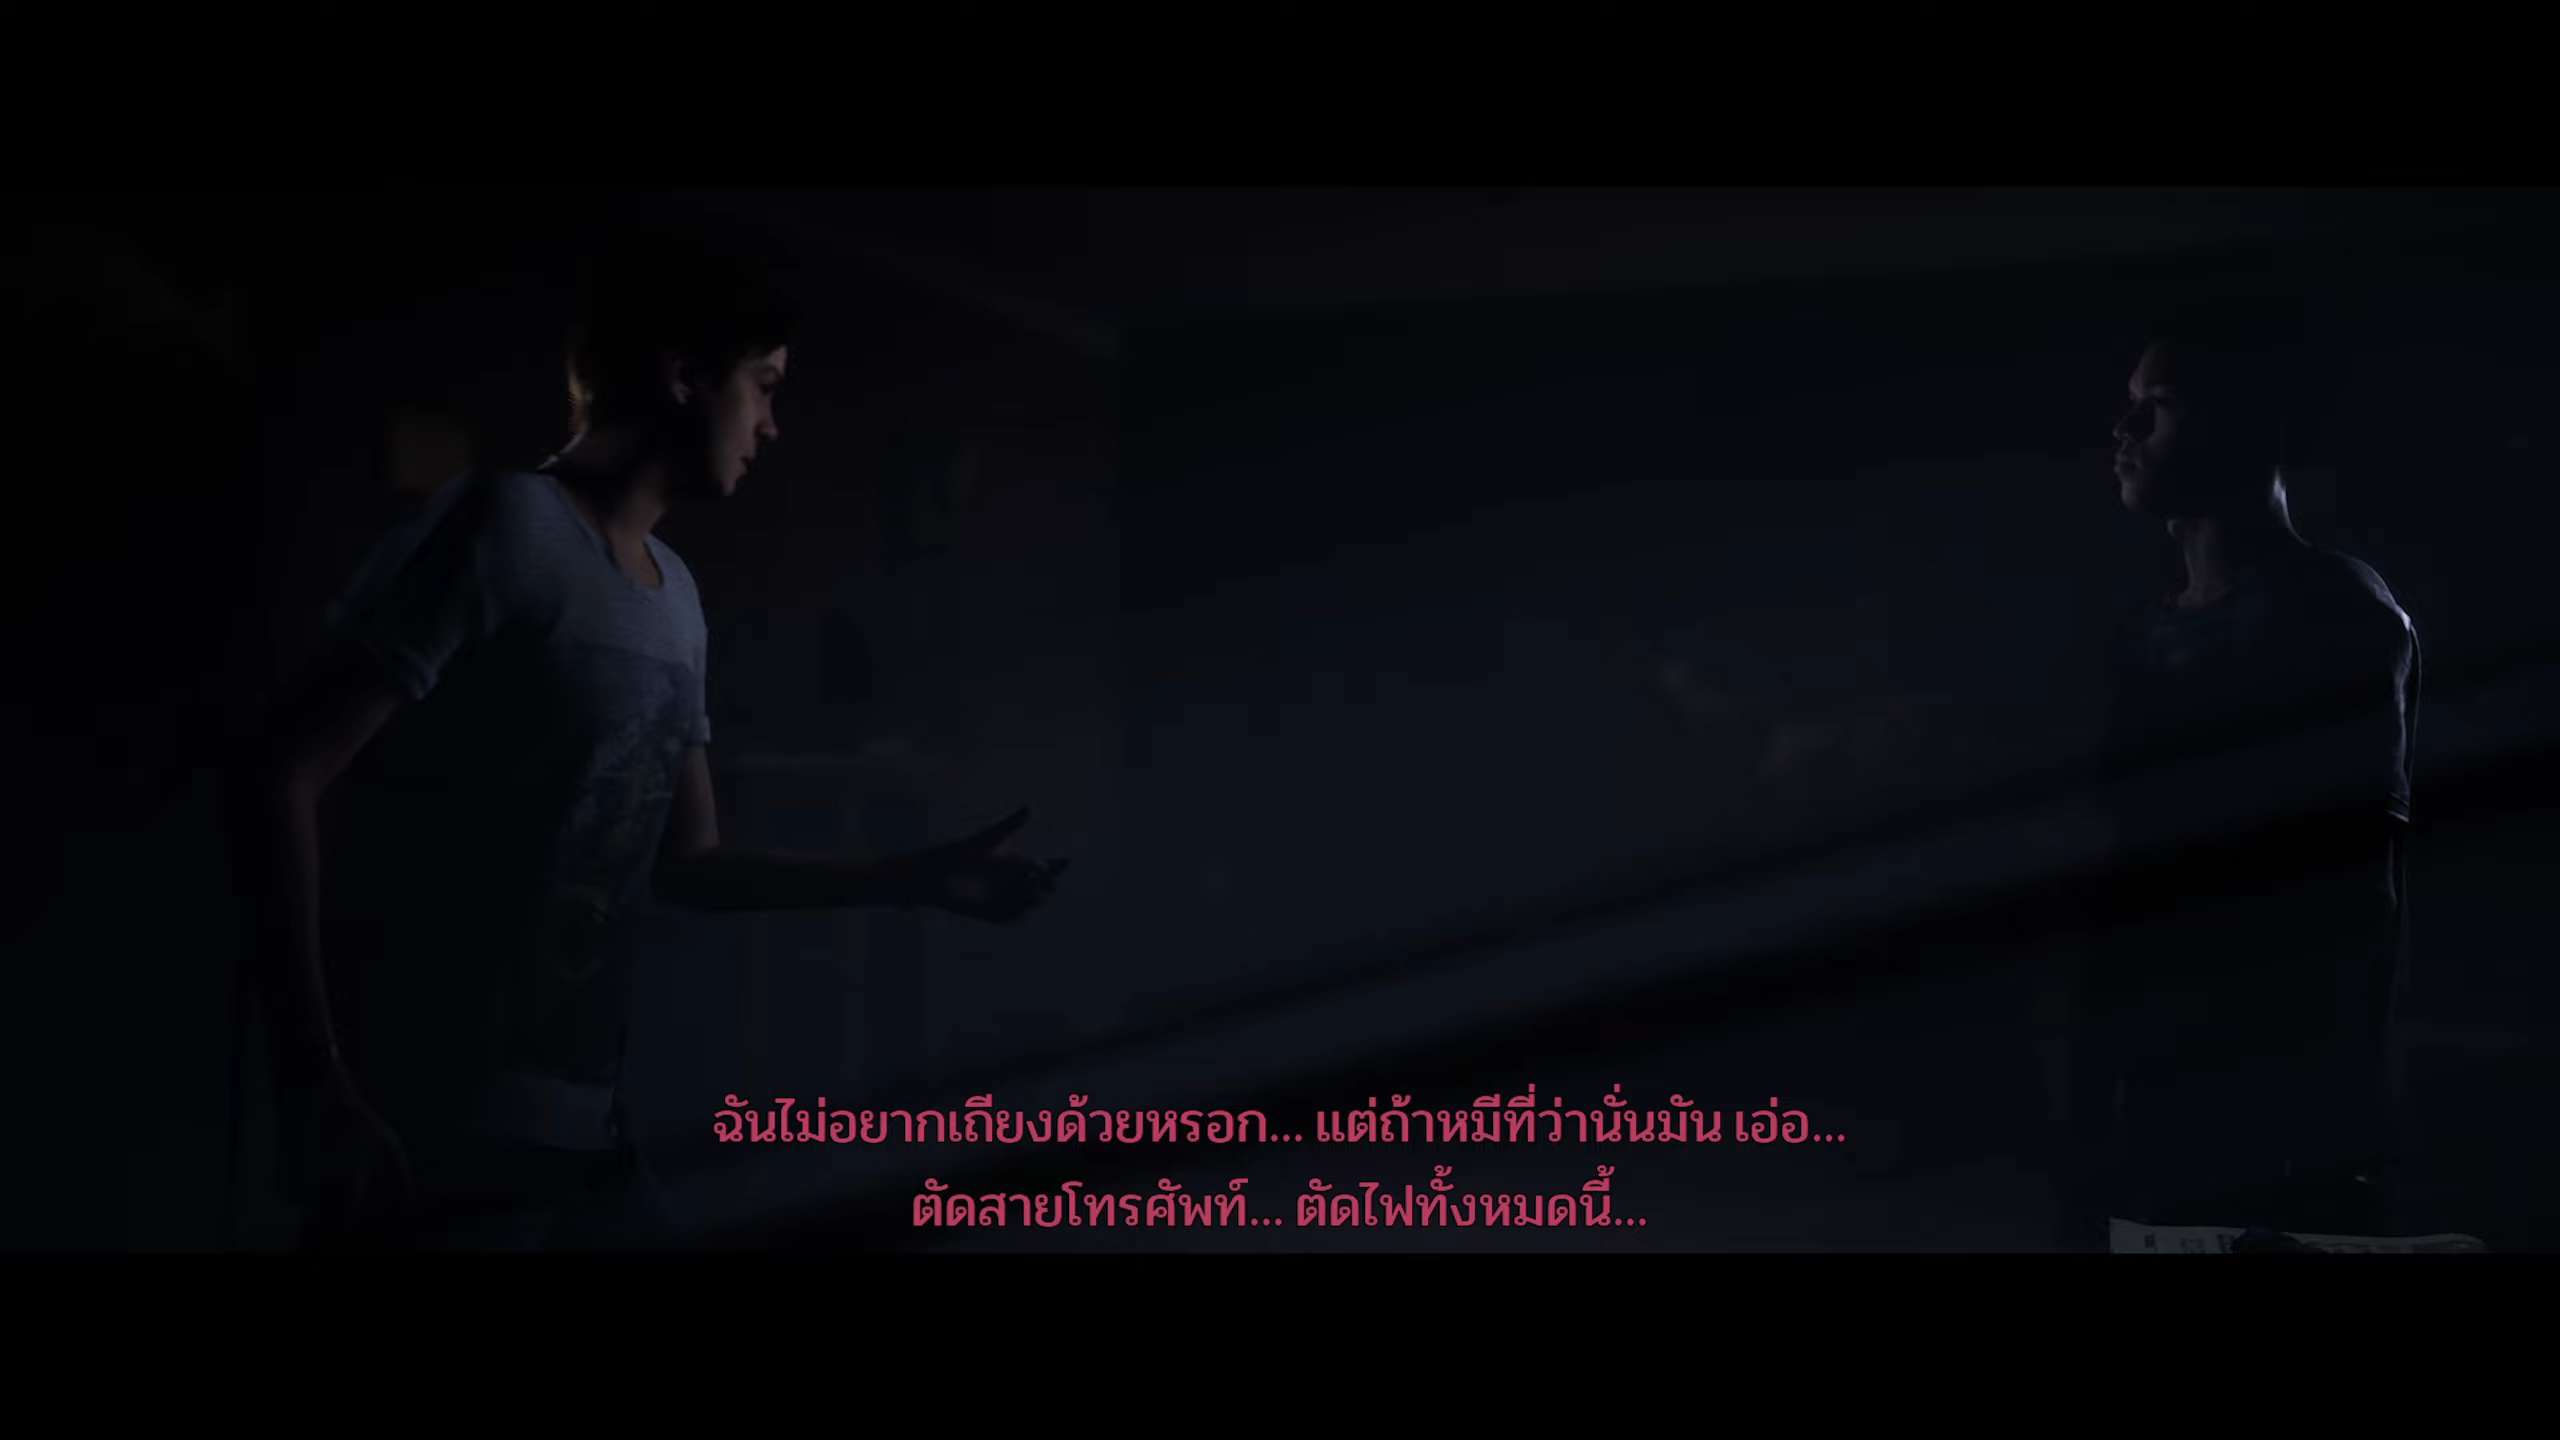 ฉันไม่อยากเถียงด้วยหรอก... แต่ถ้าหมีที่ว่านั่นมัน เอ่อ...
ตัดสายโทรศัพท์... ตัดไฟทั้งหมดนี้...